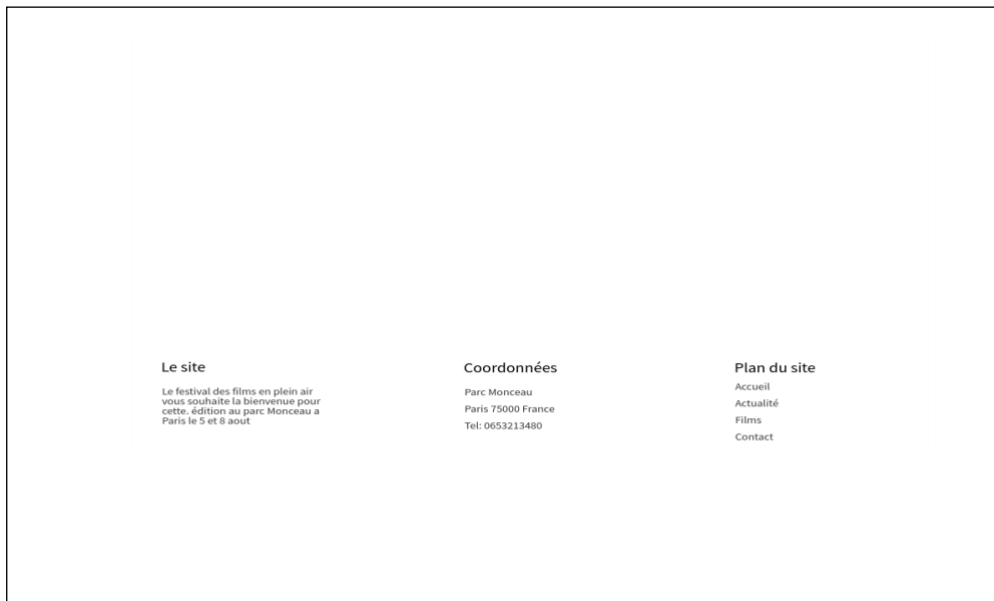 Le site
Le festival des films en plein air
vous souhaite la bienvenue pour
cette. édition au parc Monceau a
Paris le 5 et 8 aout
Coordonnées
Parc Monceau
Paris 75000 France
Tel: 0653213480
Plan du site
Accueil
Actualité
Films
Contact